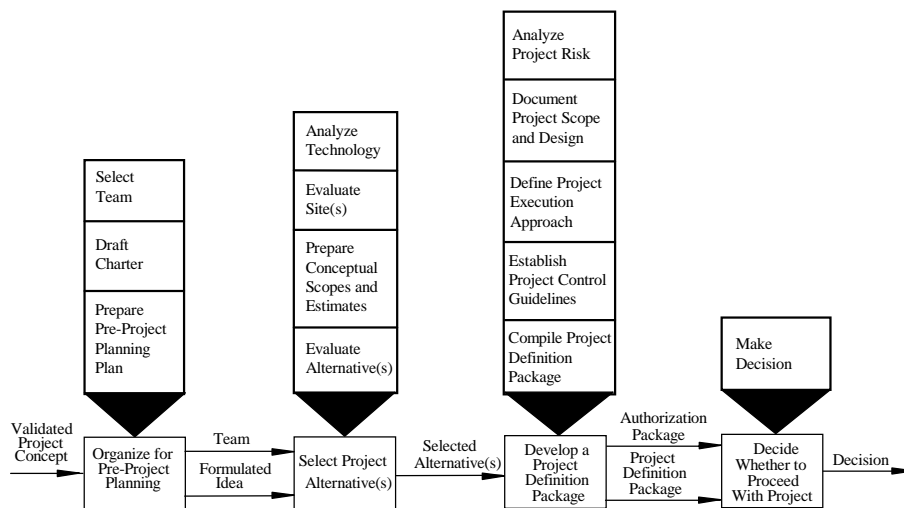 Analyze
Project Risk
Document
Project Scope
and Design
Define Project
Execution
Approach
Establish
Project Control
Guidelines
Compile Project
Definition
Package
Analyze
Technology
Evaluate
Site(s)
Prepare
Conceptual
Scopes and
Estimates
Evaluate
Alternative(s)
Select
Team
Draft
Charter
Prepare
Pre-Project
Planning
Plan
Make
Decision
Validated
Project
Concept
Organize for
Pre-Project
Planning
Team
Formulated
Idea
Select Project
Alternative(s)
Selected
Alternative(s)
Develop a
Project
Definition
Package
Authorization
Package
Project
Definition
Package
Decide
Whether to
Proceed
With Project
Decision